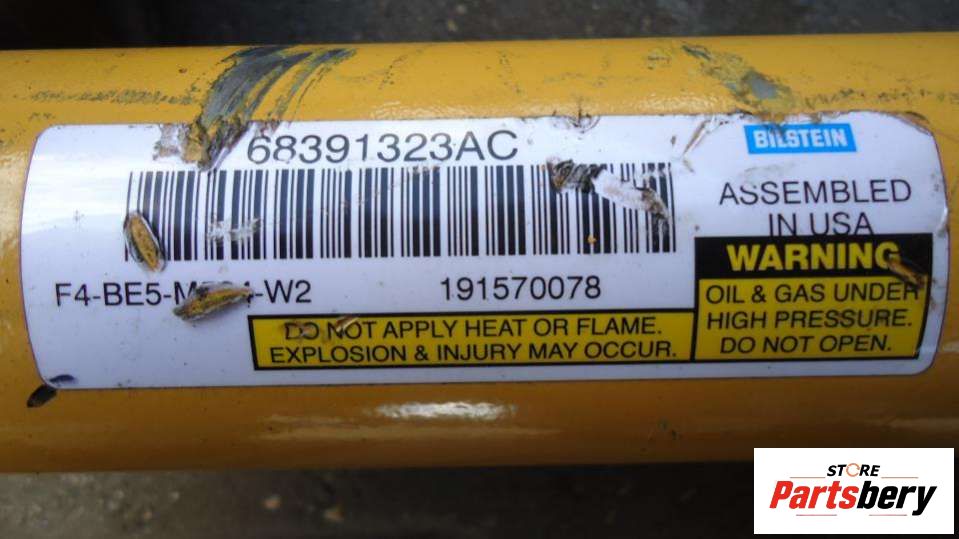 68391323AC
BILSTEIN
ASSEMBLED
IN USA
F4-BE5-
-W2
191570078
WARNING
OIL & GAS UNDER
HIGH PRESSURE.
DO NOT OPEN.
DO NOT APPLY HEAT OR FLAME.
EXPLOSION & INJURY MAY OCCUR.
STORE
Partsbery